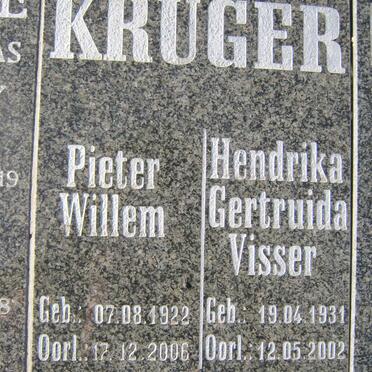 KRUGER
Pieter
Willem
Geb.: 07.08.1922
Oorl.: 17.12.2006
Hendrika
Gertruida
Visser
Geb.: 19.04.1931
Oorl.: 12.05.2002